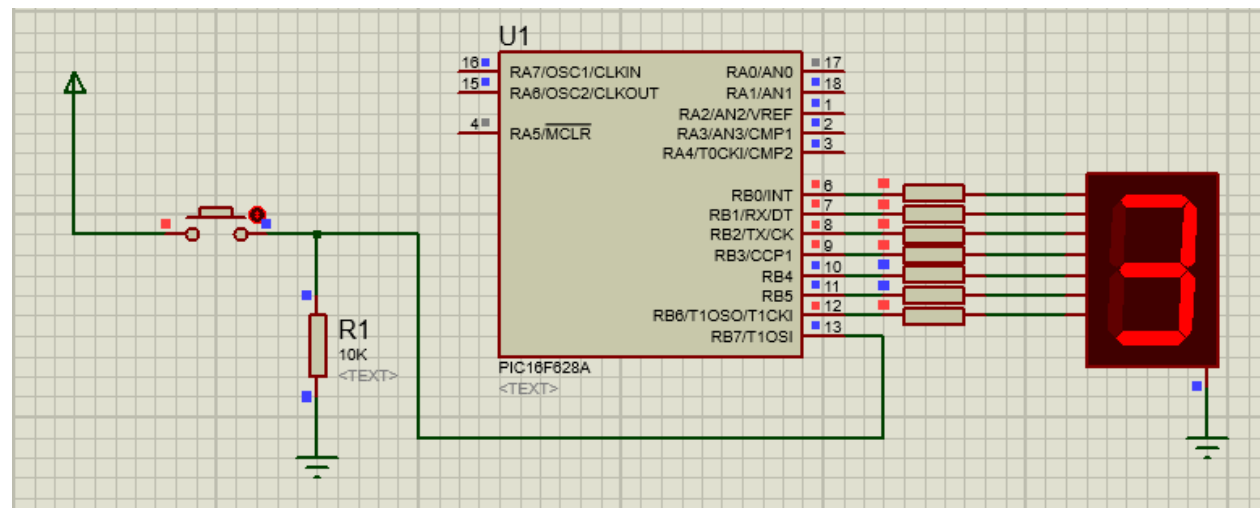 U1
16
RA7/OSC1/CLKIN
15
RA6/OSC2/CLKOUT
4
RA5/MCLR
RA0/AN0
17
RA1/AN1
18
RA2/AN2/VREF
1
RA3/AN3/CMP1
2
RA4/T0CKI/CMP2
3
RB0/INT
6
RB1/RX/DT
7
RB2/TX/CK
8
RB3/CCP1
9
RB4
10
RB5
11
RB6/T1OSO/T1CKI
12
RB7/T1OSI
13
PIC16F628A
<TEXT>
R1
10K
<TEXT>
3